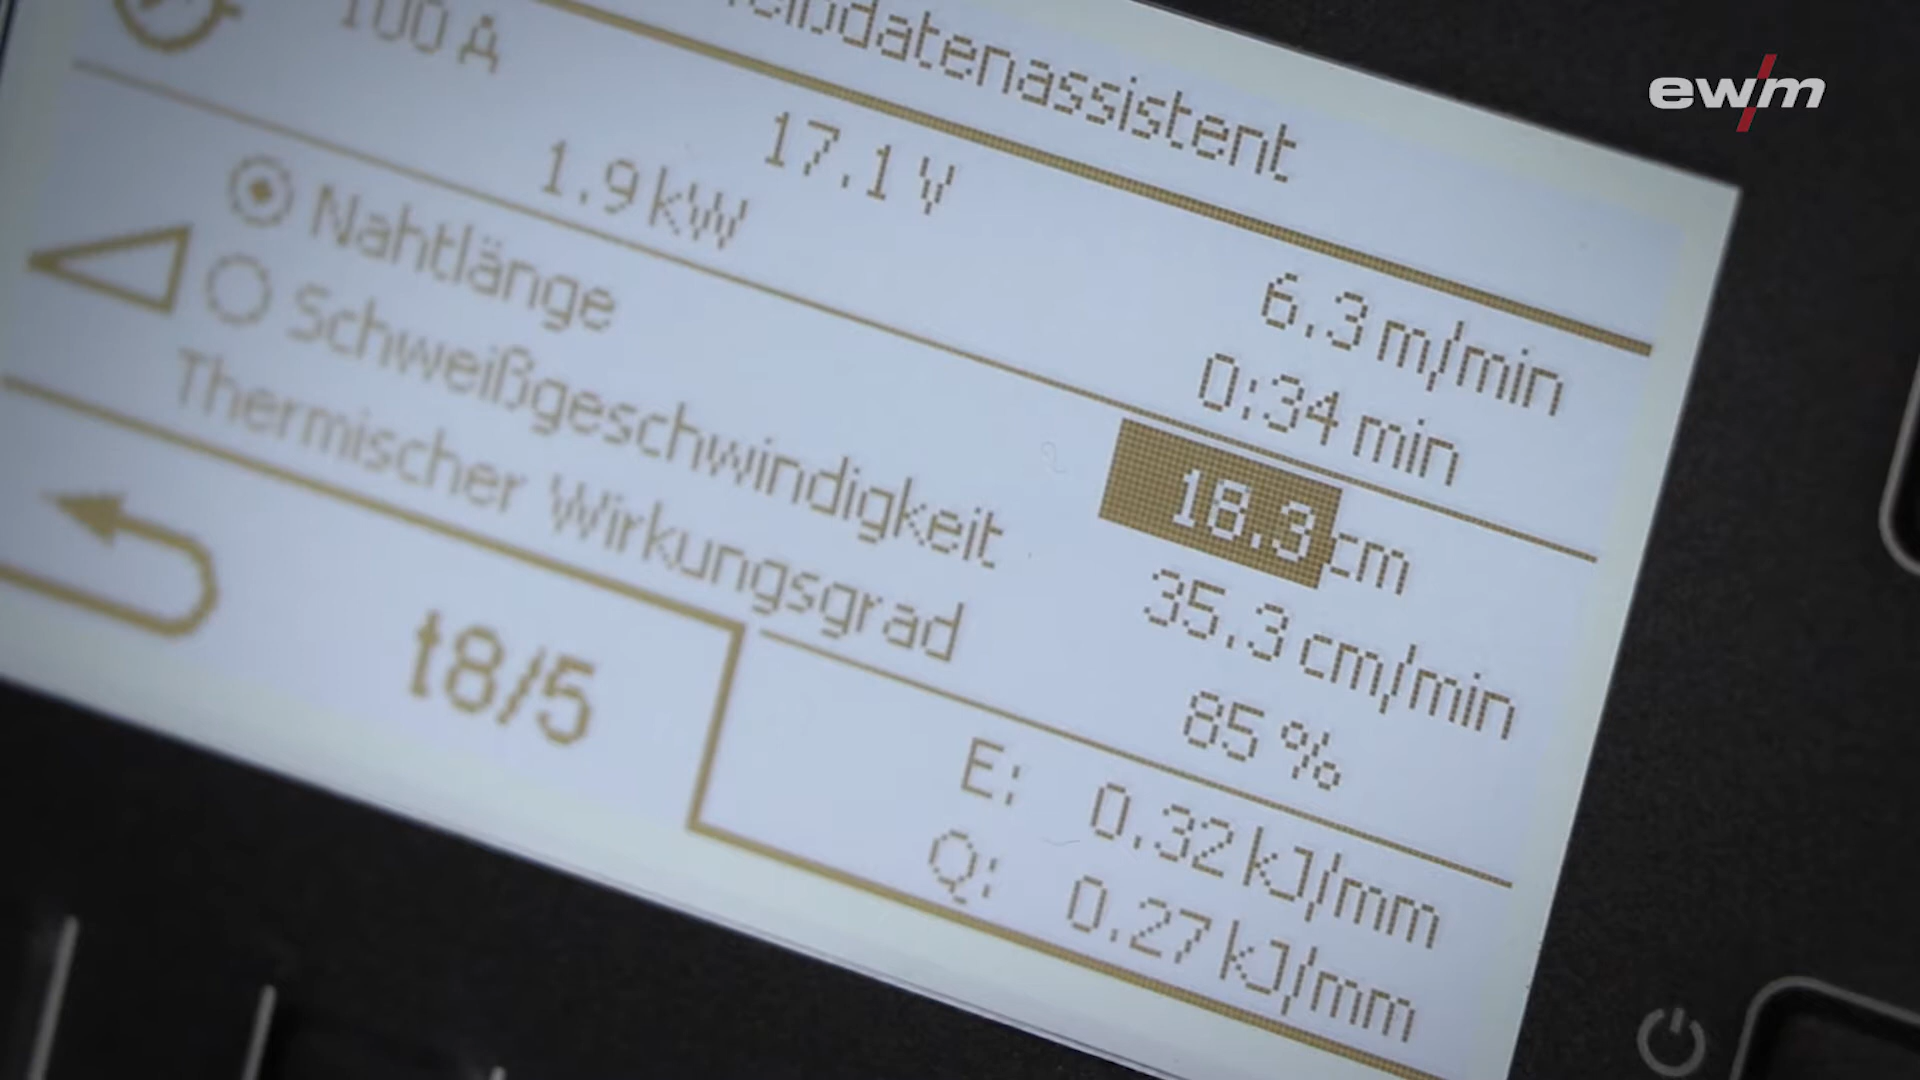 ewm
datenassistent
100 A 17.1 V 6.3 m/min
1.9 kW 0:34 min
Nahtlänge 18.3 cm
Schweißgeschwindigkeit 35.3 cm/min
Thermischer Wirkungsgrad 85 %
t8/5 E: 0.32 kJ/mm
Q: 0.27 kJ/mm